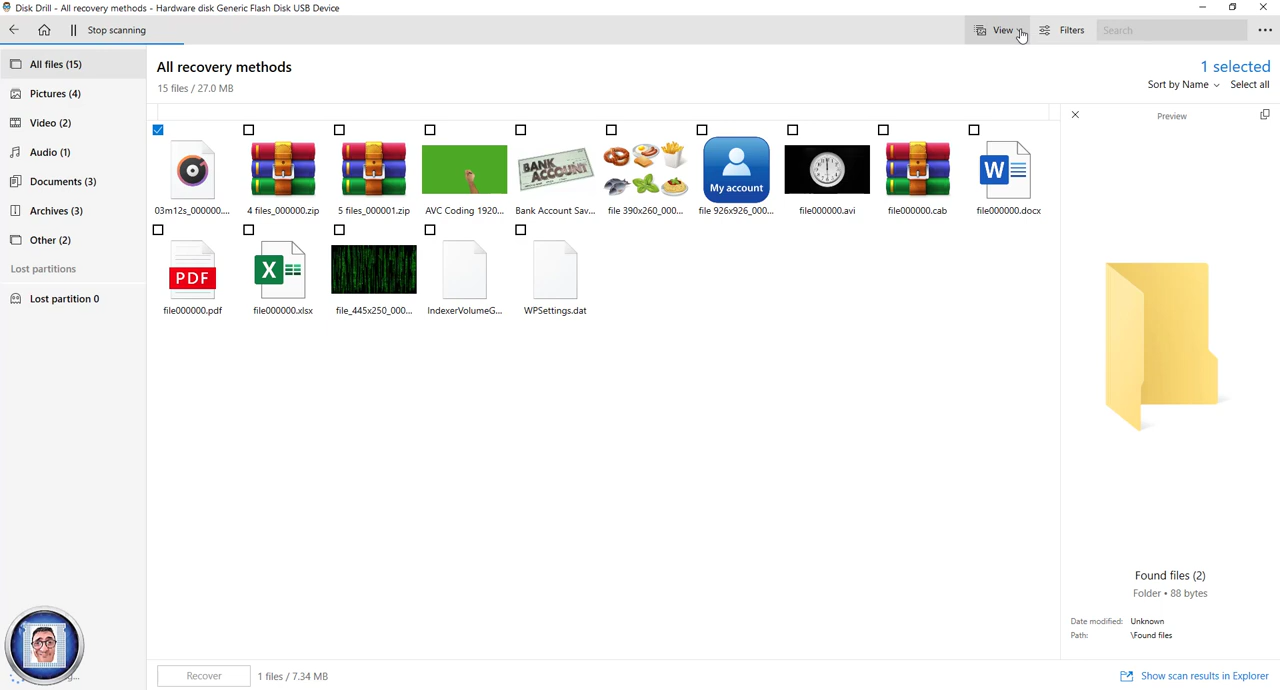 Disk Drill - All recovery methods - Hardware disk Generic Flash Disk USB Device
Stop scanning
View
Filters
Search
All files (15)
Pictures (4)
Video (2)
Audio (1)
Documents (3)
Archives (3)
Other (2)
Lost partitions
Lost partition 0
All recovery methods
15 files / 27.0 MB
1 selected
Sort by Name
Select all
BANK ACCOUNT
My account
W
03m12s_000000....
4 files_000000.zip
5 files_000001.zip
AVC Coding 1920...
Bank Account Sav...
file 390x260_000...
file 926x926_000...
file000000.avi
file000000.cab
file000000.docx
PDF
X
file000000.pdf
file000000.xlsx
file_445x250_000...
IndexerVolumeG...
WPSettings.dat
Preview
Found files (2)
Folder • 88 bytes
Date modified: Unknown
Path: \Found files
Recover
1 files / 7.34 MB
Show scan results in Explorer